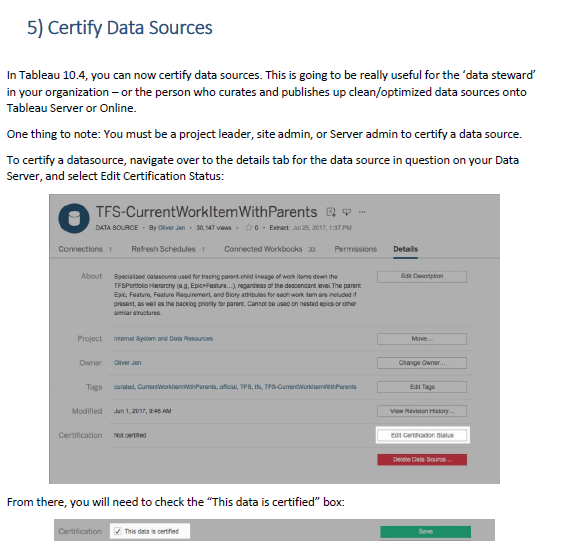 5) Certify Data Sources
In Tableau 10.4, you can now certify data sources. This is going to be really useful for the ‘data steward’
in your organization – or the person who curates and publishes up clean/optimized data sources onto
Tableau Server or Online.
One thing to note: You must be a project leader, site admin, or Server admin to certify a data source.
To certify a datasource, navigate over to the details tab for the data source in question on your Data
Server, and select Edit Certification Status:
TFS-CurrentWorkItemWithParents
DATA SOURCE · By Oliver Jen · 30,147 views · 0 · Extract: Jul 25, 2017, 1:37 PM
Connections 1 Refresh Schedules 1 Connected Workbooks 33 Permissions Details
About Specialized datasource used for tracing parent-child lineage of work items down the Edit Description
TFSPortfolio Hierarchy (e.g, Epic>Feature...), regardless of the descendant level. The parent
Epic, Feature, Feature Requirement, and Story attributes for each work item are included if
present, as well as the backlog priority for parent. Cannot be used on nested epics or other
similar structures.
Project Internal System and Data Resources Move...
Owner Oliver Jen Change Owner...
Tags curated, CurrentWorkItemWithParents, official, TFS, tfs, TFS-CurrentWorkItemWithParents Edit Tags
Modified Jun 1, 2017, 9:46 AM View Revision History...
Certification Not certified Edit Certification Status
Delete Data Source...
From there, you will need to check the “This data is certified” box:
Certification This data is certified Save